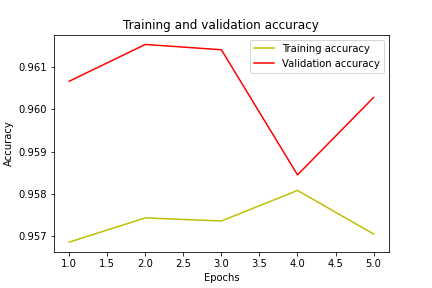 Training and validation accuracy
Training accuracy
Validation accuracy
Accuracy
0.961
0.960
0.959
0.958
0.957
1.0 1.5 2.0 2.5 3.0 3.5 4.0 4.5 5.0
Epochs